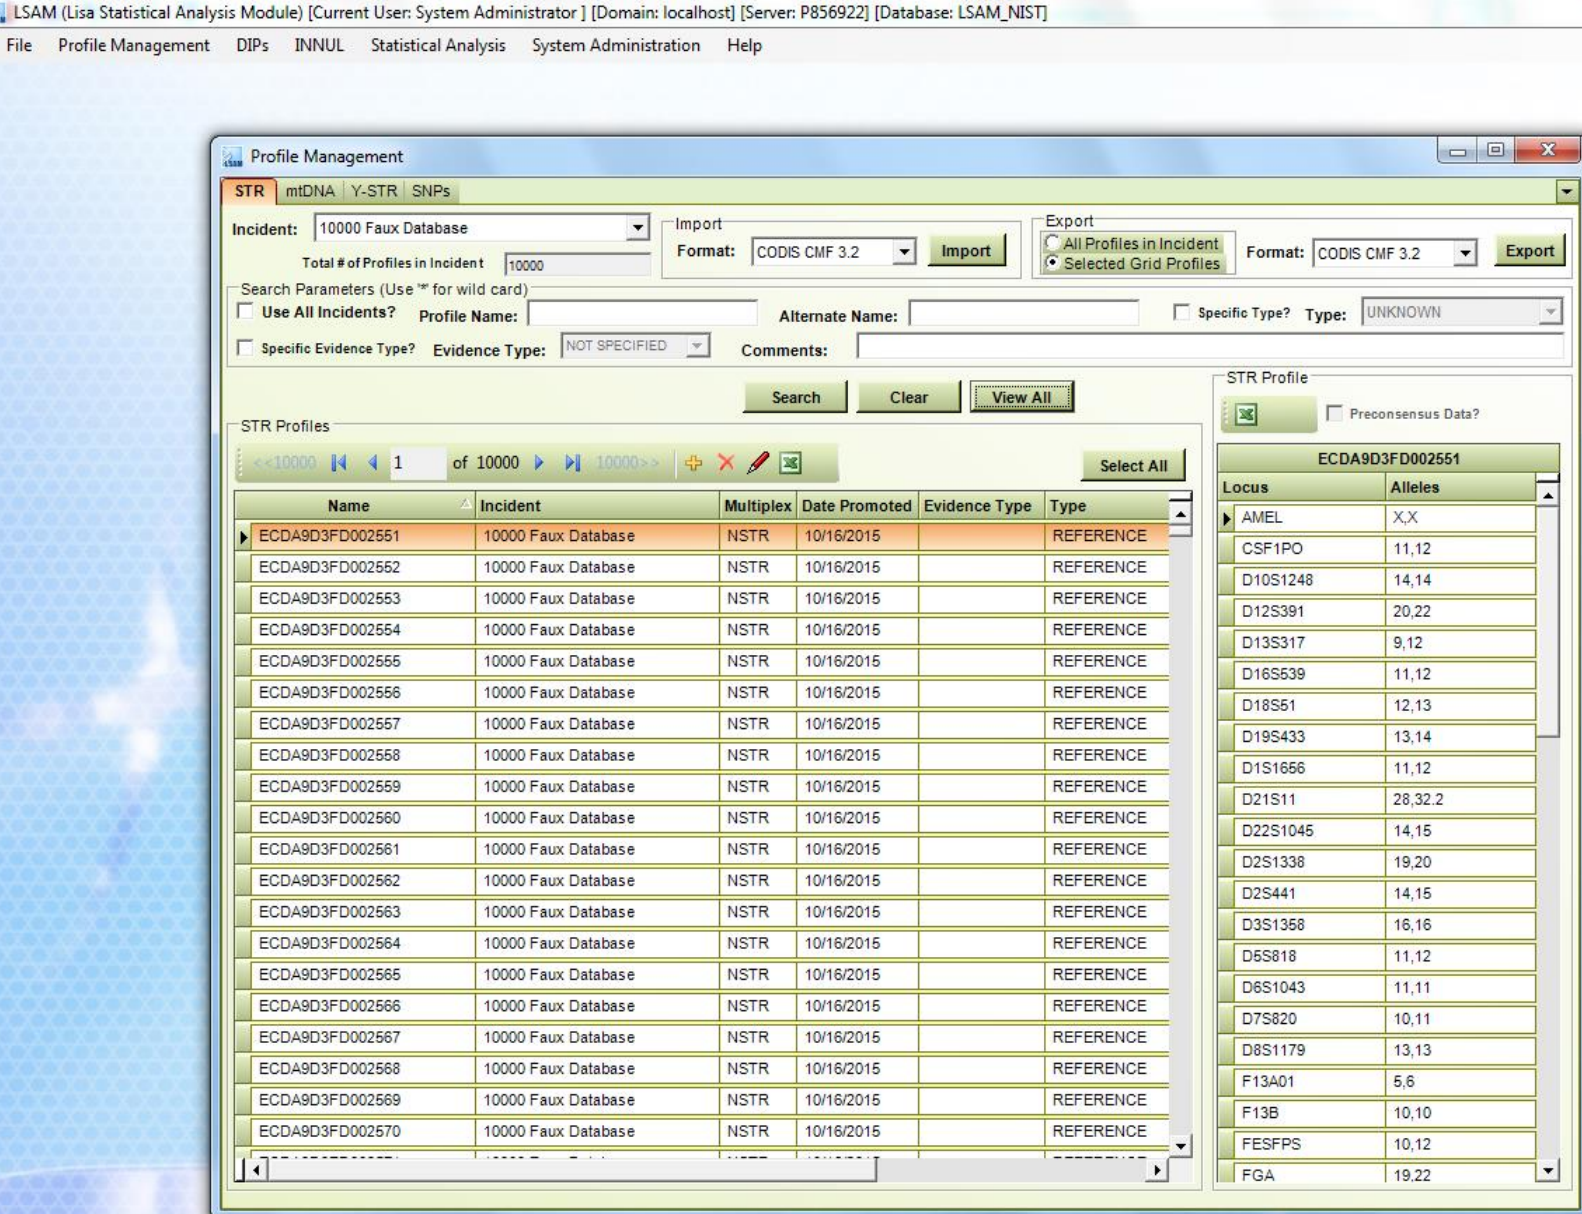 LSAM (Lisa Statistical Analysis Module) [Current User: System Administrator ] [Domain: localhost] [Server: P856922] [Database: LSAM_NIST]
File Profile Management DIPs INNUL Statistical Analysis System Administration Help
LSAM Profile Management
STR mtDNA Y-STR SNPs
Incident: 10000 Faux Database
Total # of Profiles in Incident 10000
Import
Format: CODIS CMF 3.2 Import
Export
All Profiles in Incident
Selected Grid Profiles
Format: CODIS CMF 3.2 Export
Search Parameters (Use '*' for wild card)
Use All Incidents? Profile Name: Alternate Name: Specific Type? Type: UNKNOWN
Specific Evidence Type? Evidence Type: NOT SPECIFIED Comments:
Search Clear View All
STR Profiles
<<10000 1 of 10000 10000>> Select All
Name Incident Multiplex Date Promoted Evidence Type Type
ECDA9D3FD002551 10000 Faux Database NSTR 10/16/2015 REFERENCE
ECDA9D3FD002552 10000 Faux Database NSTR 10/16/2015 REFERENCE
ECDA9D3FD002553 10000 Faux Database NSTR 10/16/2015 REFERENCE
ECDA9D3FD002554 10000 Faux Database NSTR 10/16/2015 REFERENCE
ECDA9D3FD002555 10000 Faux Database NSTR 10/16/2015 REFERENCE
ECDA9D3FD002556 10000 Faux Database NSTR 10/16/2015 REFERENCE
ECDA9D3FD002557 10000 Faux Database NSTR 10/16/2015 REFERENCE
ECDA9D3FD002558 10000 Faux Database NSTR 10/16/2015 REFERENCE
ECDA9D3FD002559 10000 Faux Database NSTR 10/16/2015 REFERENCE
ECDA9D3FD002560 10000 Faux Database NSTR 10/16/2015 REFERENCE
ECDA9D3FD002561 10000 Faux Database NSTR 10/16/2015 REFERENCE
ECDA9D3FD002562 10000 Faux Database NSTR 10/16/2015 REFERENCE
ECDA9D3FD002563 10000 Faux Database NSTR 10/16/2015 REFERENCE
ECDA9D3FD002564 10000 Faux Database NSTR 10/16/2015 REFERENCE
ECDA9D3FD002565 10000 Faux Database NSTR 10/16/2015 REFERENCE
ECDA9D3FD002566 10000 Faux Database NSTR 10/16/2015 REFERENCE
ECDA9D3FD002567 10000 Faux Database NSTR 10/16/2015 REFERENCE
ECDA9D3FD002568 10000 Faux Database NSTR 10/16/2015 REFERENCE
ECDA9D3FD002569 10000 Faux Database NSTR 10/16/2015 REFERENCE
ECDA9D3FD002570 10000 Faux Database NSTR 10/16/2015 REFERENCE
STR Profile
Preconsensus Data?
ECDA9D3FD002551
Locus Alleles
AMEL X,X
CSF1PO 11,12
D10S1248 14,14
D12S391 20,22
D13S317 9,12
D16S539 11,12
D18S51 12,13
D19S433 13,14
D1S1656 11,12
D21S11 28,32.2
D22S1045 14,15
D2S1338 19,20
D2S441 14,15
D3S1358 16,16
D5S818 11,12
D6S1043 11,11
D7S820 10,11
D8S1179 13,13
F13A01 5,6
F13B 10,10
FESFPS 10,12
FGA 19,22